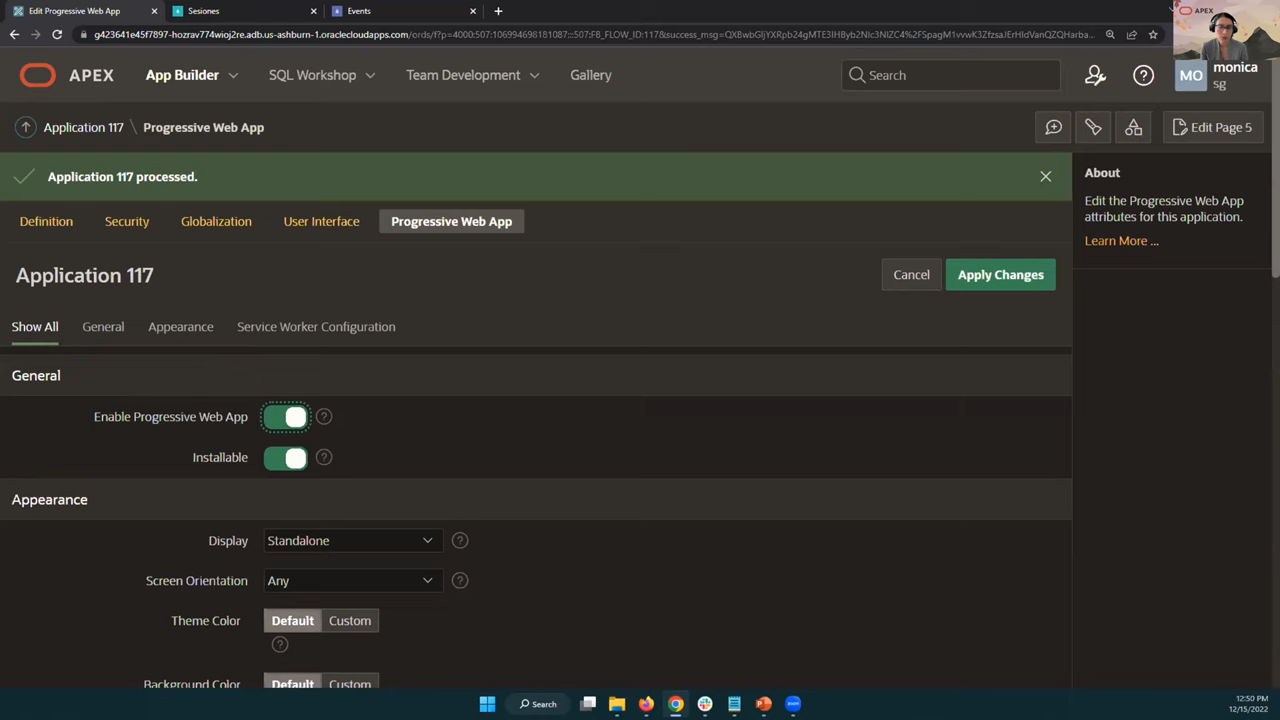 Edit Progressive Web App
Sesiones
Events
g423641e45f7897-hozrav774wioj2re.adb.us-ashburn-1.oraclecloudapps.com/ords/f?p=4000:507:106994698181087:::507:FB_FLOW_ID:117&success_msg=
APEX
APEX
App Builder
SQL Workshop
Team Development
Gallery
Search
MO
monica
sg
Application 117 \ Progressive Web App
Edit Page 5
Application 117 processed.
About
Edit the Progressive Web App
attributes for this application.
Learn More ...
Definition
Security
Globalization
User Interface
Progressive Web App
Application 117
Cancel
Apply Changes
Show All
General
Appearance
Service Worker Configuration
General
Enable Progressive Web App
Installable
Appearance
Display
Standalone
Screen Orientation
Any
Theme Color
Default
Custom
Background Color
Default
Custom
Search
12:50 PM
12/15/2022